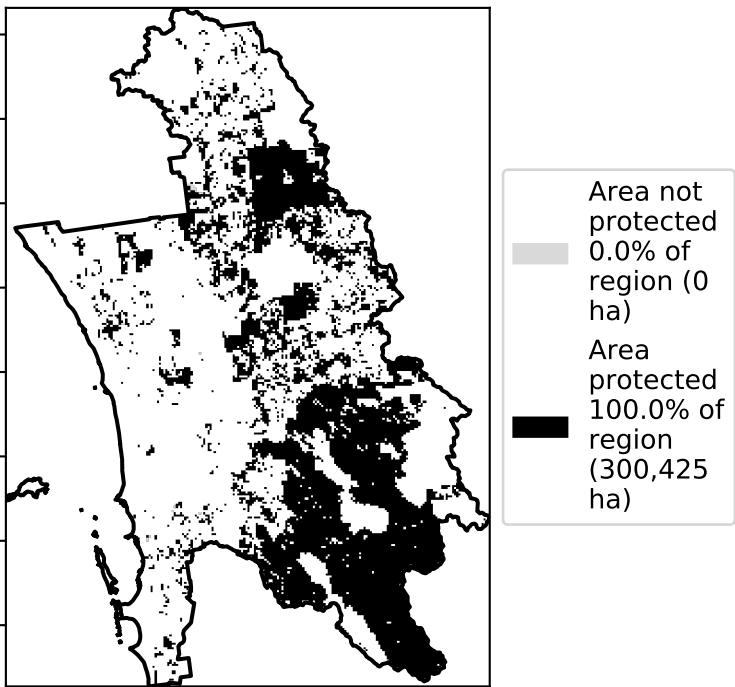 Area not
protected
0.0% of
region (0
ha)
Area
protected
100.0% of
region
(300,425
ha)